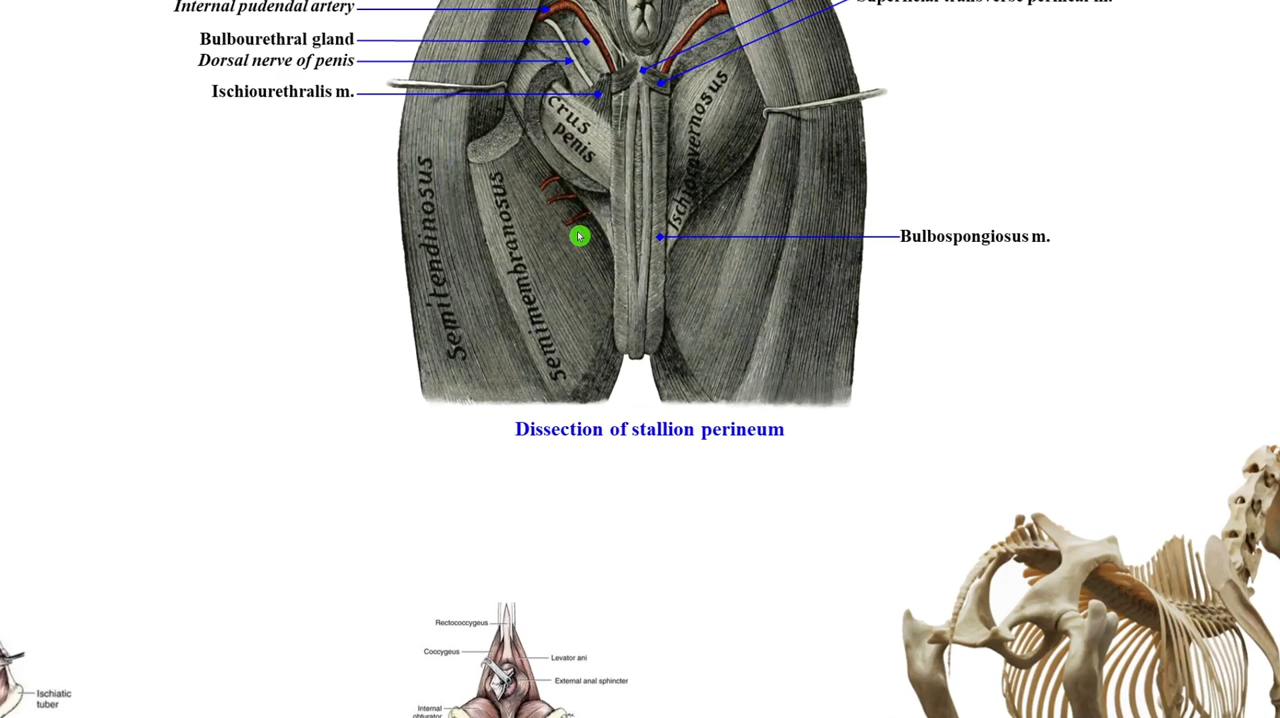 Internal pudendal artery
Superficial transverse perineal m.
Bulbourethral gland
Dorsal nerve of penis
Ischiourethralis m.
crus
penis
Ischiocavernosus
Semitendinosus
Semimembranosus
Bulbospongiosus m.
Dissection of stallion perineum
Rectococcygeus
Coccygeus
Levator ani
External anal sphincter
Ischiatic
tuber
Internal
obturator